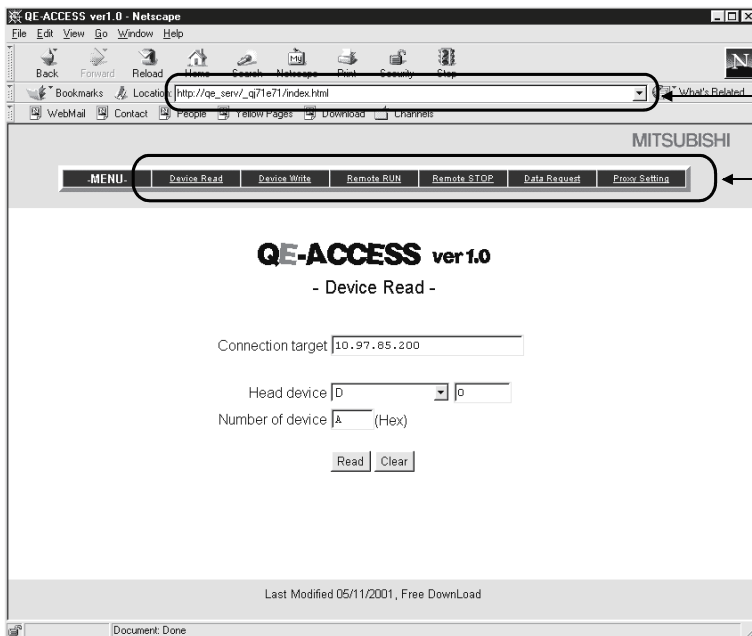 QE-ACCESS ver1.0 - Netscape
File Edit View Go Window Help
Back Forward Reload Home Search Netscape Print Security Stop
My
N
Bookmarks Location: http://qe_serv/_qj71e71/index.html What's Related
WebMail Contact People Yellow Pages Download Channels
MITSUBISHI
-MENU- Device Read Device Write Remote RUN Remote STOP Data Request Proxy Setting
QE-ACCESS ver1.0
- Device Read -
Connection target 10.97.85.200
Head device D 0
Number of device A (Hex)
Read Clear
Last Modified 05/11/2001, Free DownLoad
Document: Done